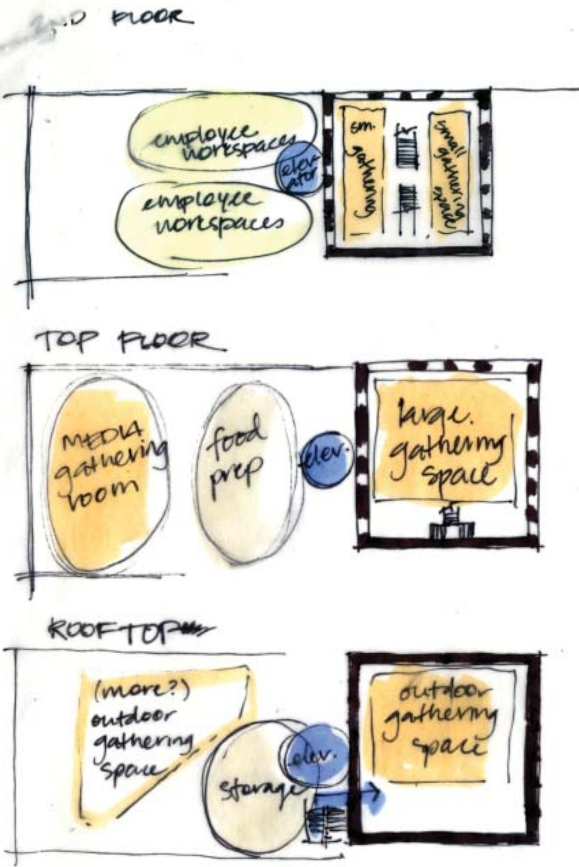 2ND FLOOR
employee
workspaces
elev-
ator
employee
workspaces
sm.
gathering
small
gathering
space
TOP FLOOR
MEDIA
gathering
room
food
prep
elev.
large
gathering
space
ROOFTOP
(more?)
outdoor
gathering
space
storage
elev.
outdoor
gathering
space